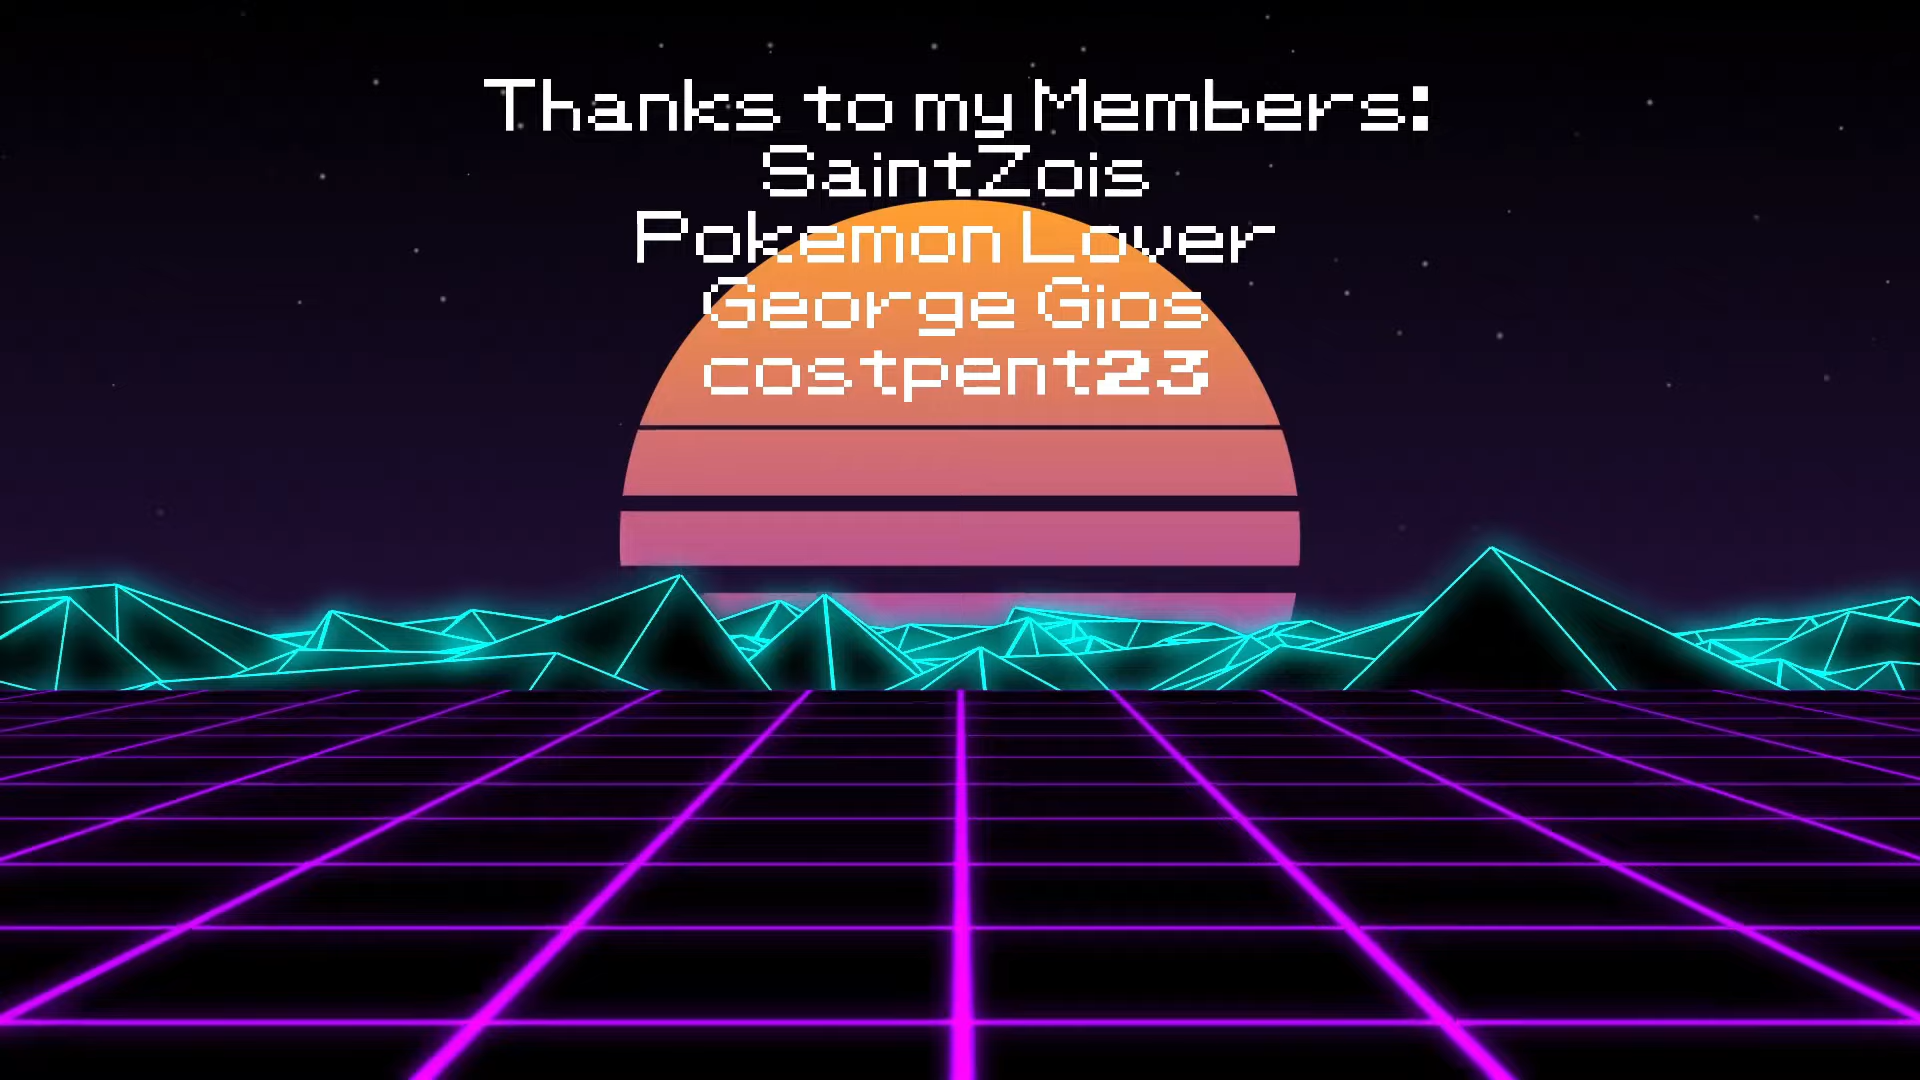 Thanks to my Members:
SaintZois
Pokemon Lover
George Gios
costpent23